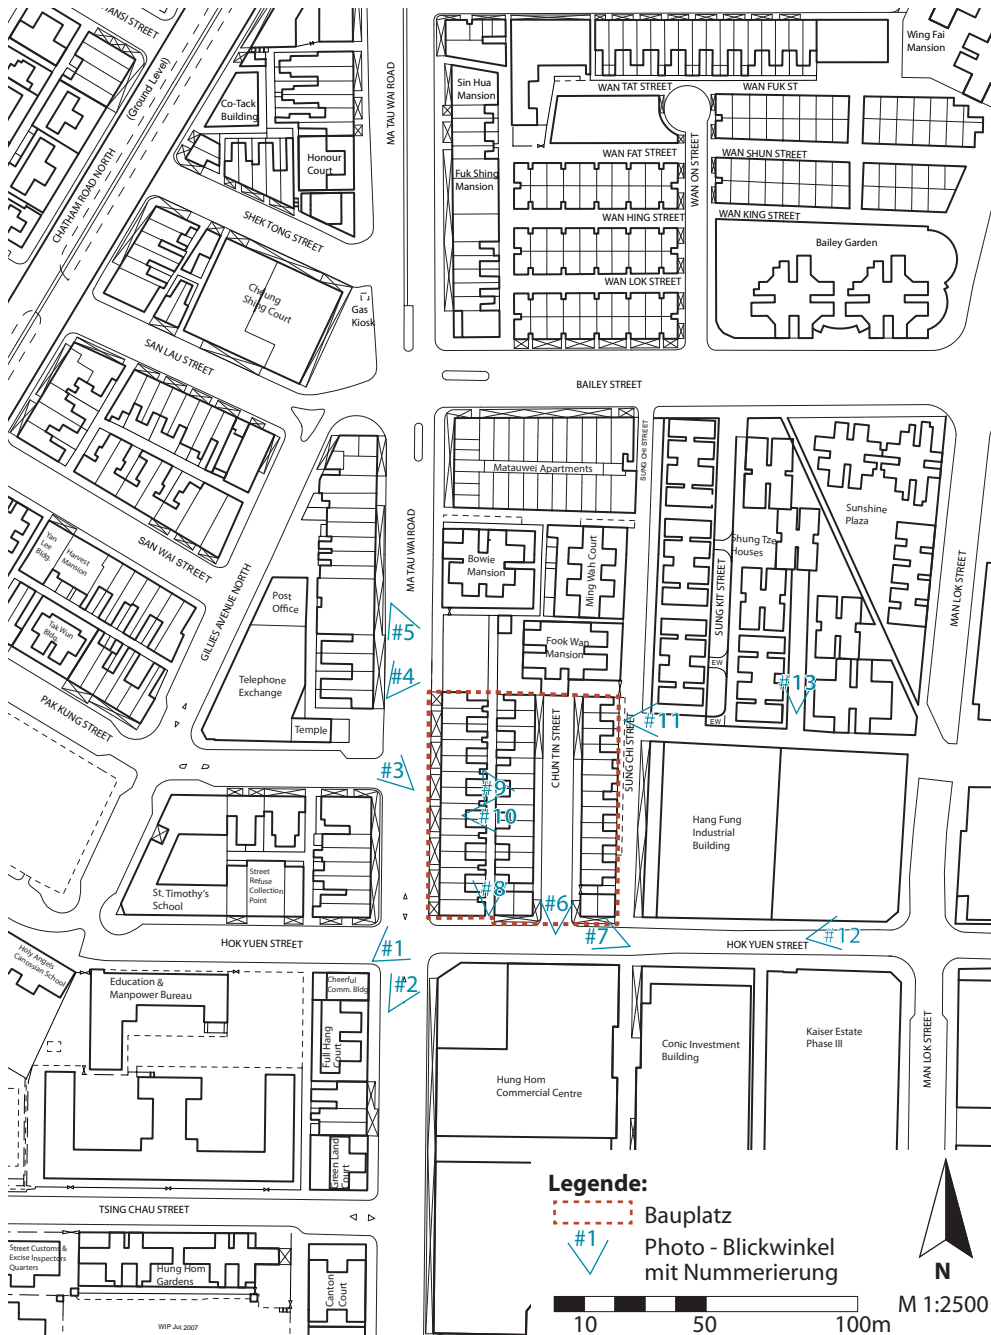 HANSI STREET
(Ground Level)
CHATHAM ROAD NORTH
Co-Tack
Building
Honour
Court
MA TAU WAI ROAD
Sin Hua
Mansion
Fuk Shing
Mansion
WAN TAT STREET
WAN FUK ST
Wing Fai
Mansion
WAN FAT STREET
WAN ON STREET
WAN SHUN STREET
WAN HING STREET
WAN KING STREET
Bailey Garden
WAN LOK STREET
SHEK TONG STREET
Cheung
Shing Court
Gas
Kiosk
SAN LAU STREET
BAILEY STREET
SUNG CHI STREET
Matauwei Apartments
Sunshine
Plaza
SAN WAI STREET
Yan
Lee
Bldg.
Harvest
Mansion
MA TAU WAI ROAD
Bowie
Mansion
Ming Wah Court
Shung Tze
Houses
SUNG KIT STREET
MAN LOK STREET
GILLIES AVENUE NORTH
Post
Office
Tak Wun
Bldg.
#5
Fook Wan
Mansion
EW
Telephone
Exchange
#4
#13
PAK KUNG STREET
Temple
CHUN TIN STREET
#11
EW
SUNG CHI STREET
#3
#9
#10
Hang Fung
Industrial
Building
Street
Refuse
Collection
Point
St. Timothy's
School
#8
#6
HOK YUEN STREET
#1
#7
HOK YUEN STREET
#12
Holy Angels
Canossian School
Education &
Manpower Bureau
Cheerful
Comm. Bldg
#2
Full Hang
Court
Hung Hom
Commercial Centre
Conic Investment
Building
Kaiser Estate
Phase III
MAN LOK STREET
Green Land
Court
TSING CHAU STREET
Street Customs &
Excise Inspectors
Quarters
Hung Hom
Gardens
Canton
Court
WIP Jul 2007
Legende:
Bauplatz
#1
Photo - Blickwinkel
mit Nummerierung
N
M 1:2500
10 50 100m